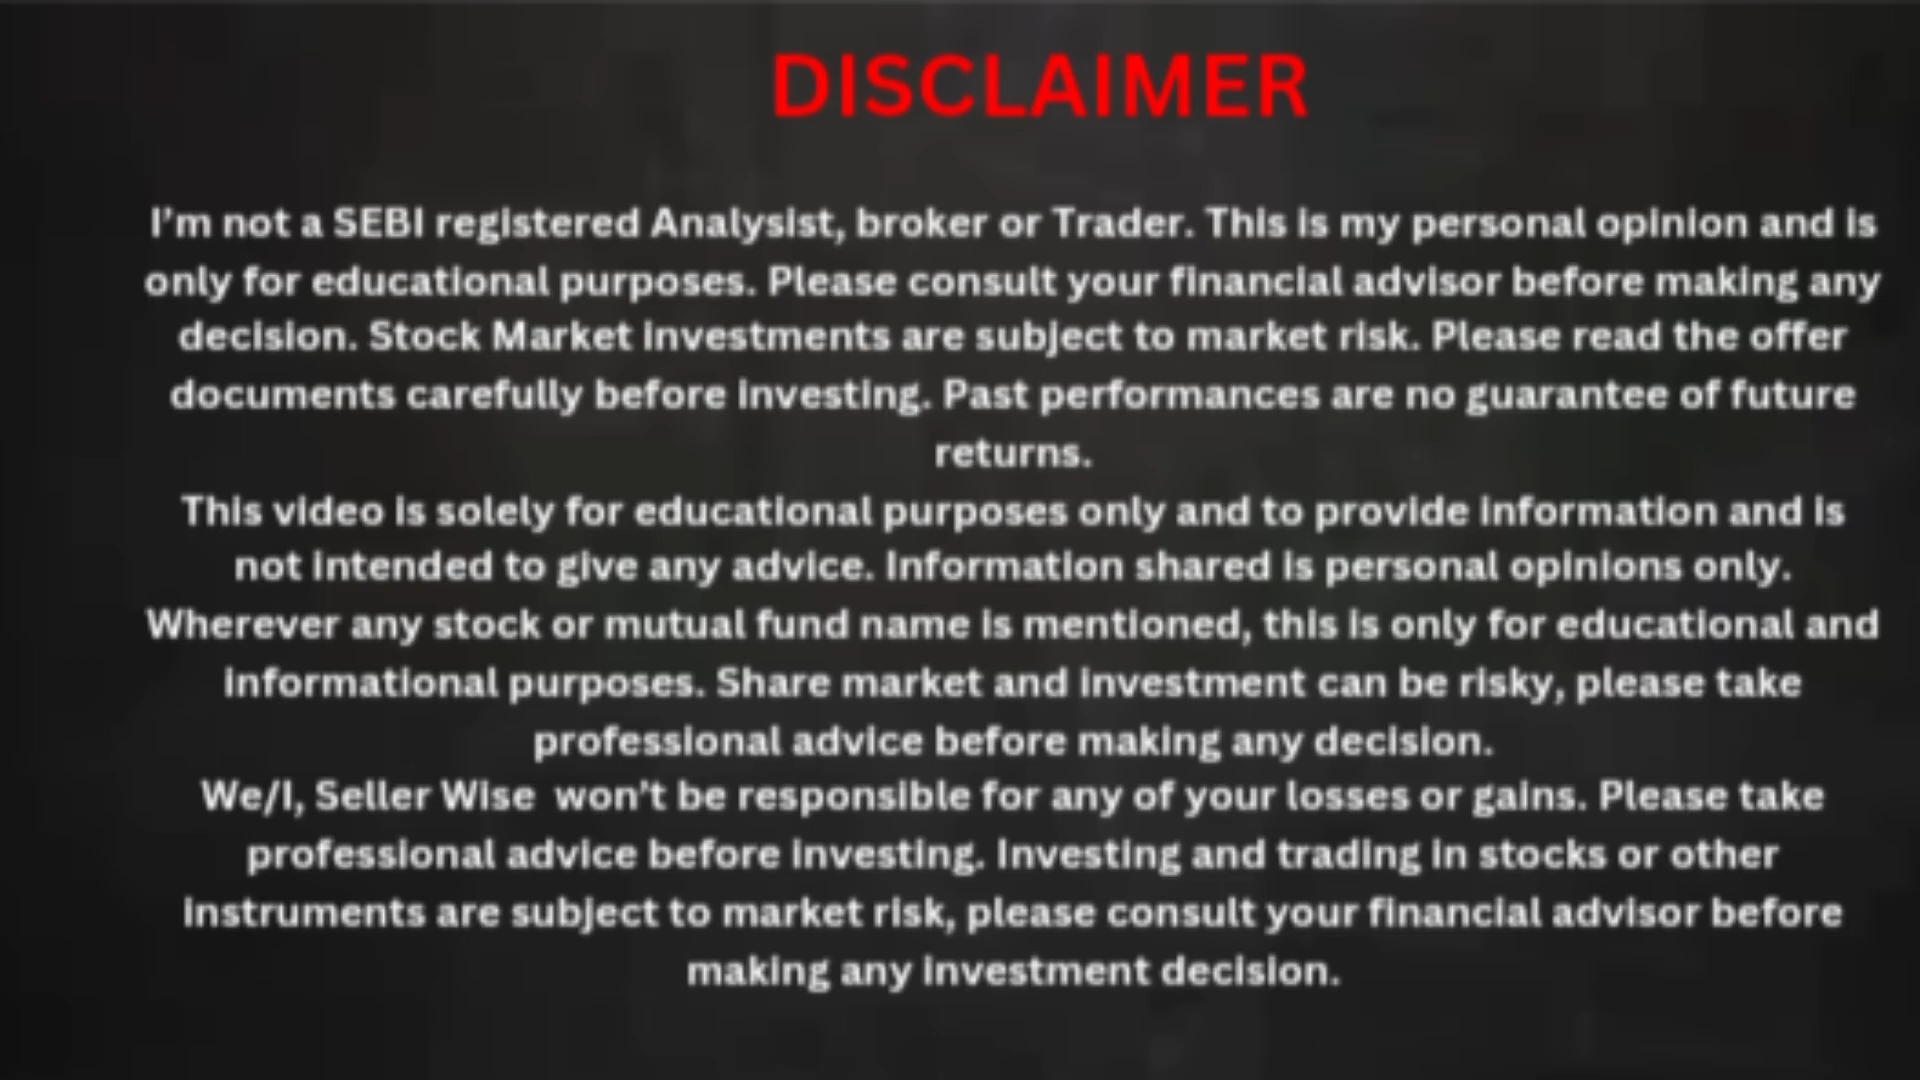 DISCLAIMER
I'm not a SEBI registered Analysist, broker or Trader. This is my personal opinion and is
only for educational purposes. Please consult your financial advisor before making any
decision. Stock Market investments are subject to market risk. Please read the offer
documents carefully before investing. Past performances are no guarantee of future
returns.
This video is solely for educational purposes only and to provide information and is
not intended to give any advice. Information shared is personal opinions only.
Wherever any stock or mutual fund name is mentioned, this is only for educational and
informational purposes. Share market and investment can be risky, please take
professional advice before making any decision.
We/I, Seller Wise  won't be responsible for any of your losses or gains. Please take
professional advice before investing. Investing and trading in stocks or other
instruments are subject to market risk, please consult your financial advisor before
making any investment decision.